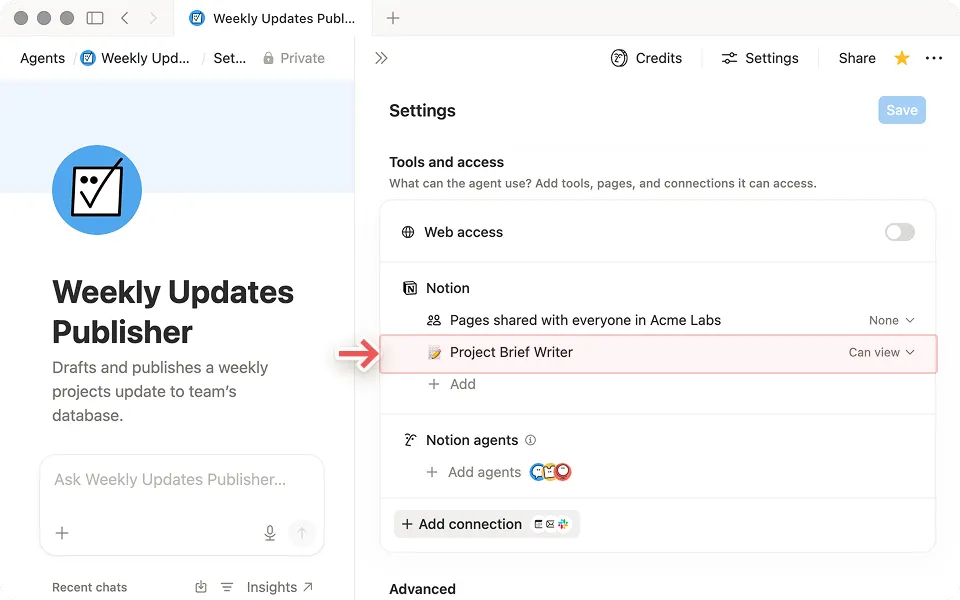 Weekly Updates Publ...
Agents / Weekly Upd... / Set... Private
Credits Settings Share
Settings
Save
Tools and access
What can the agent use? Add tools, pages, and connections it can access.
Web access
Notion
Pages shared with everyone in Acme Labs None
Project Brief Writer Can view
+ Add
Notion agents
+ Add agents
+ Add connection
Advanced
Weekly Updates
Publisher
Drafts and publishes a weekly
projects update to team’s
database.
Ask Weekly Updates Publisher...
Recent chats Insights